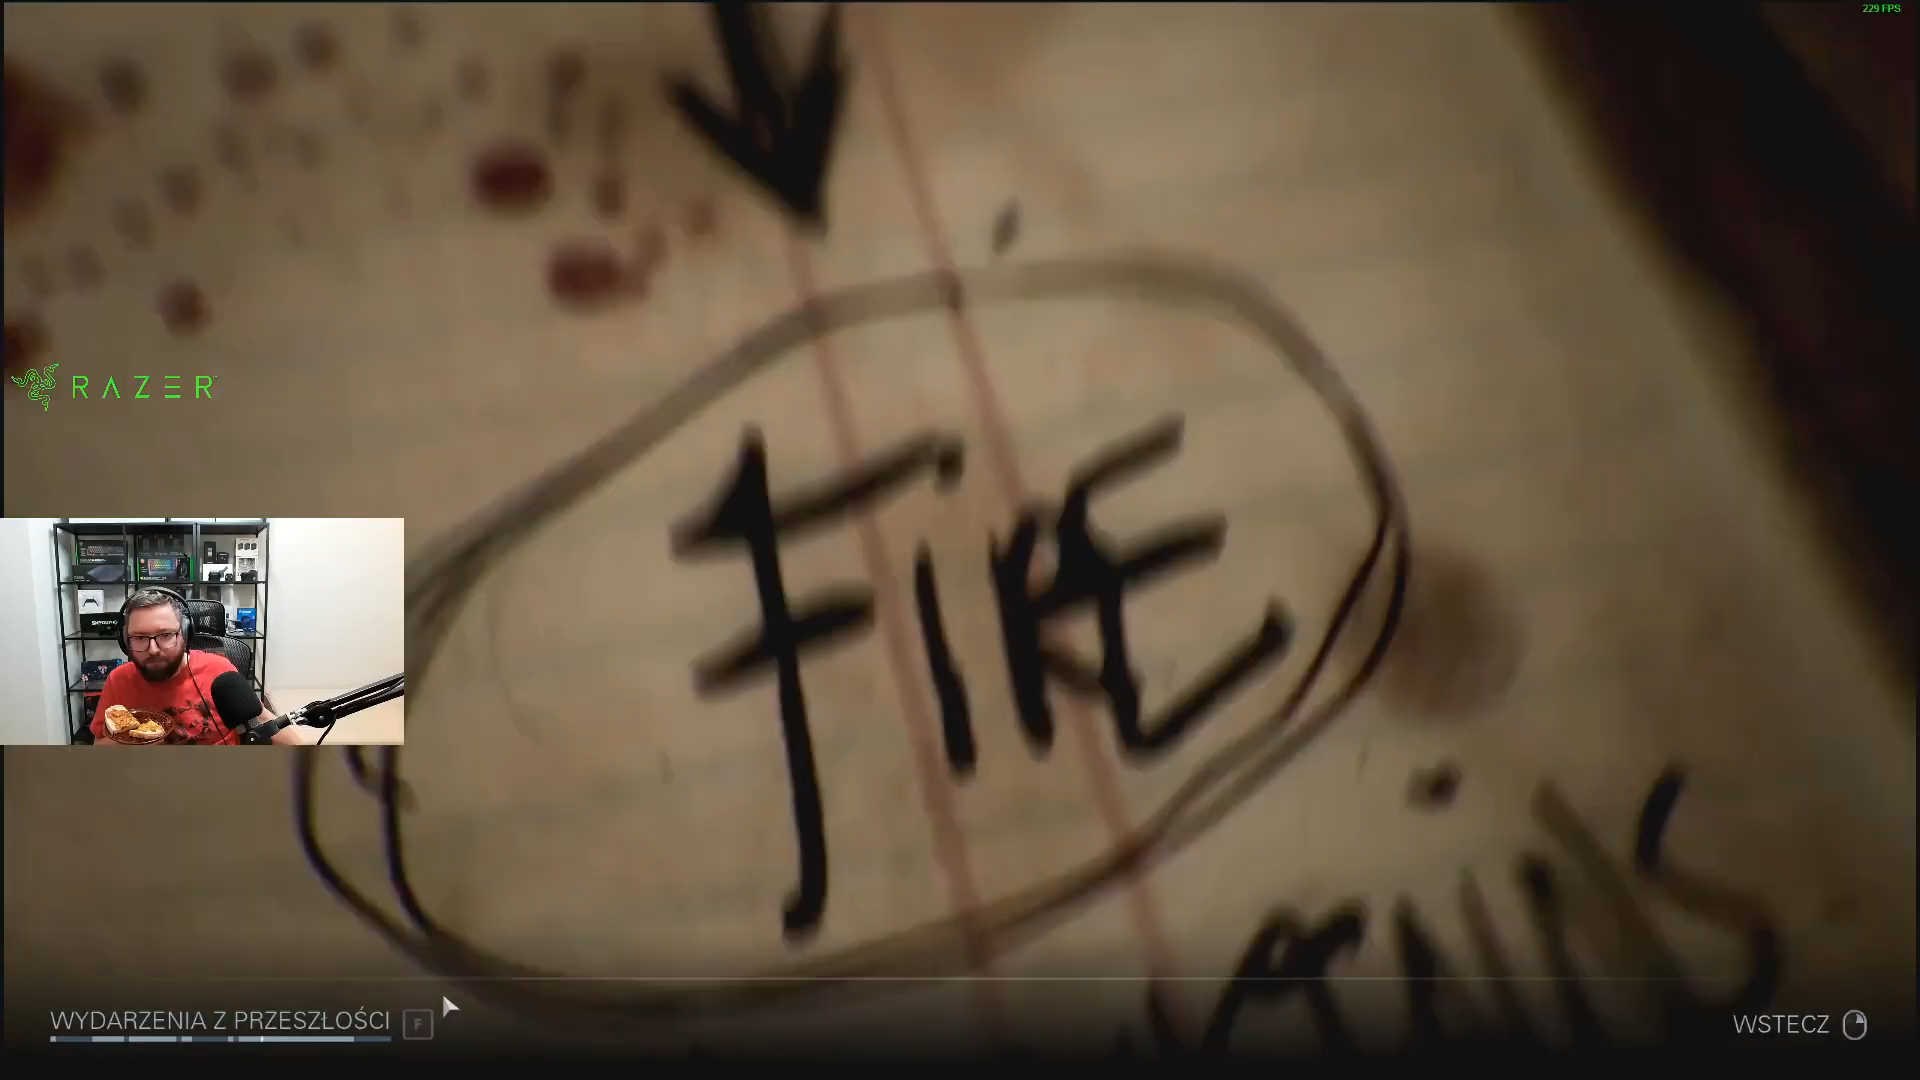 229 FPS
RAZER
FIRE
WYDARZENIA Z PRZESZŁOŚCI F
WSTECZ